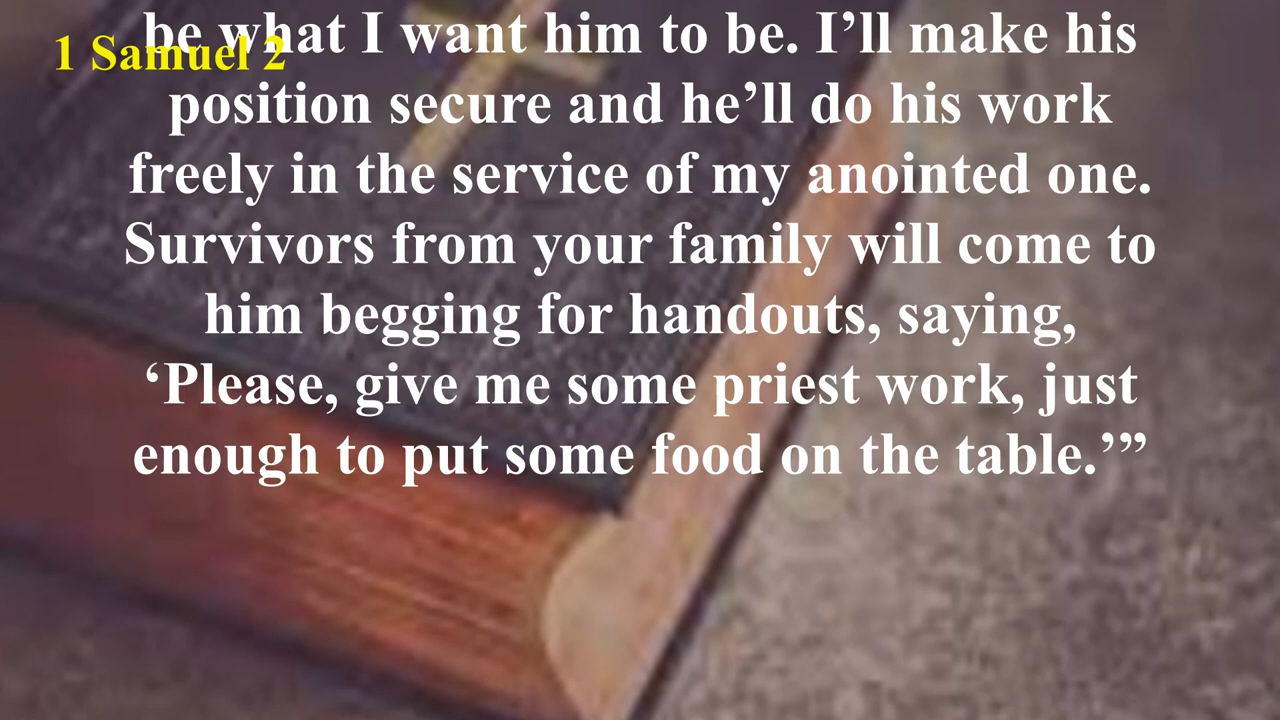 1 Samuel 2
be what I want him to be. I’ll make his
position secure and he’ll do his work
freely in the service of my anointed one.
Survivors from your family will come to
him begging for handouts, saying,
‘Please, give me some priest work, just
enough to put some food on the table.’”